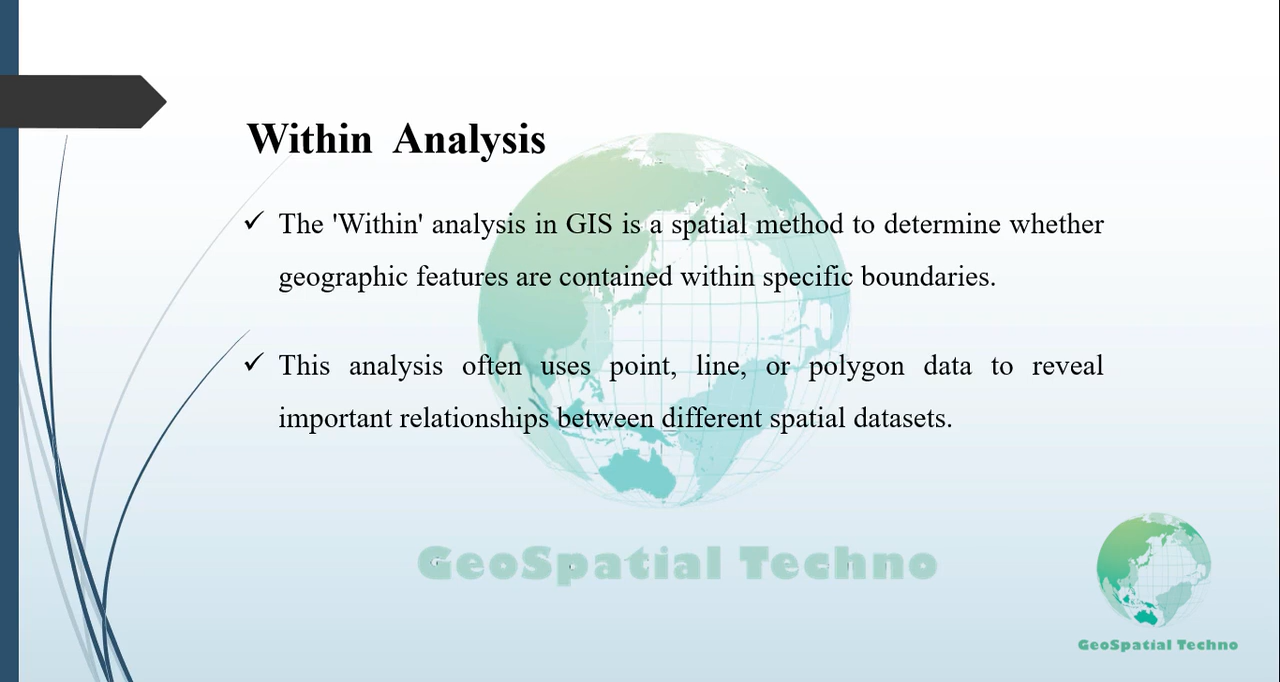 Within Analysis
✓ The 'Within' analysis in GIS is a spatial method to determine whether
geographic features are contained within specific boundaries.
✓ This analysis often uses point, line, or polygon data to reveal
important relationships between different spatial datasets.
GeoSpatial Techno
GeoSpatial Techno